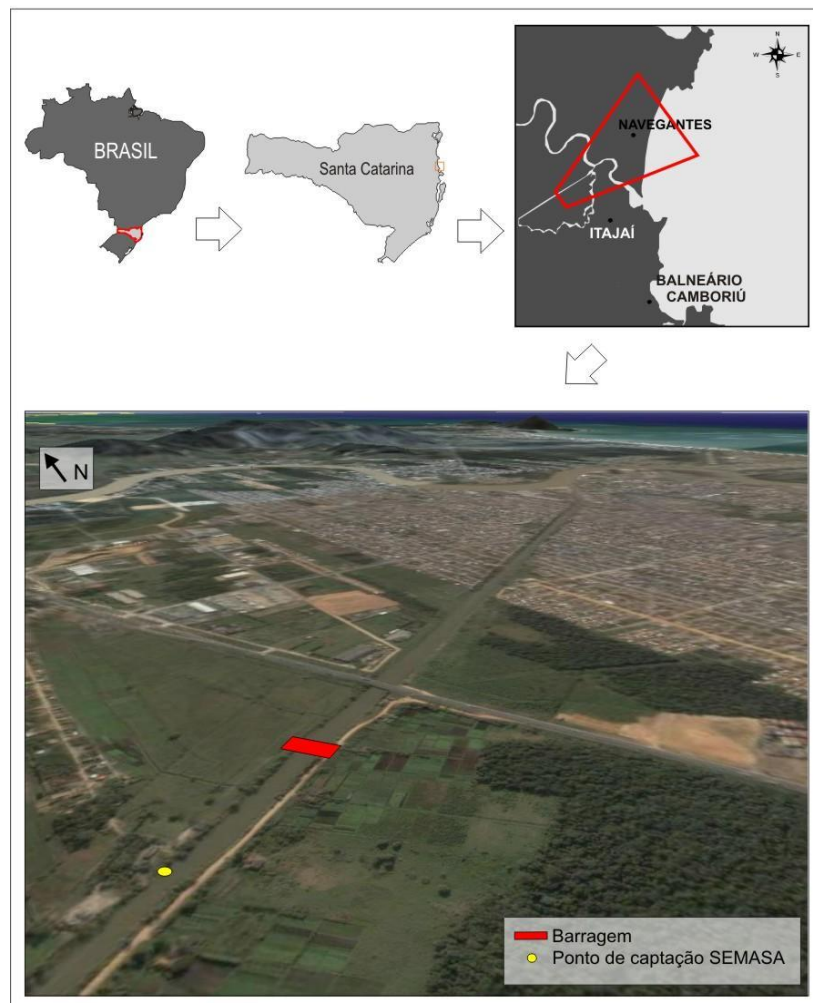 BRASIL
Santa Catarina
N
W
E
S
NAVEGANTES
ITAJAÍ
BALNEÁRIO
CAMBORIÚ
N
Barragem
Ponto de captação SEMASA